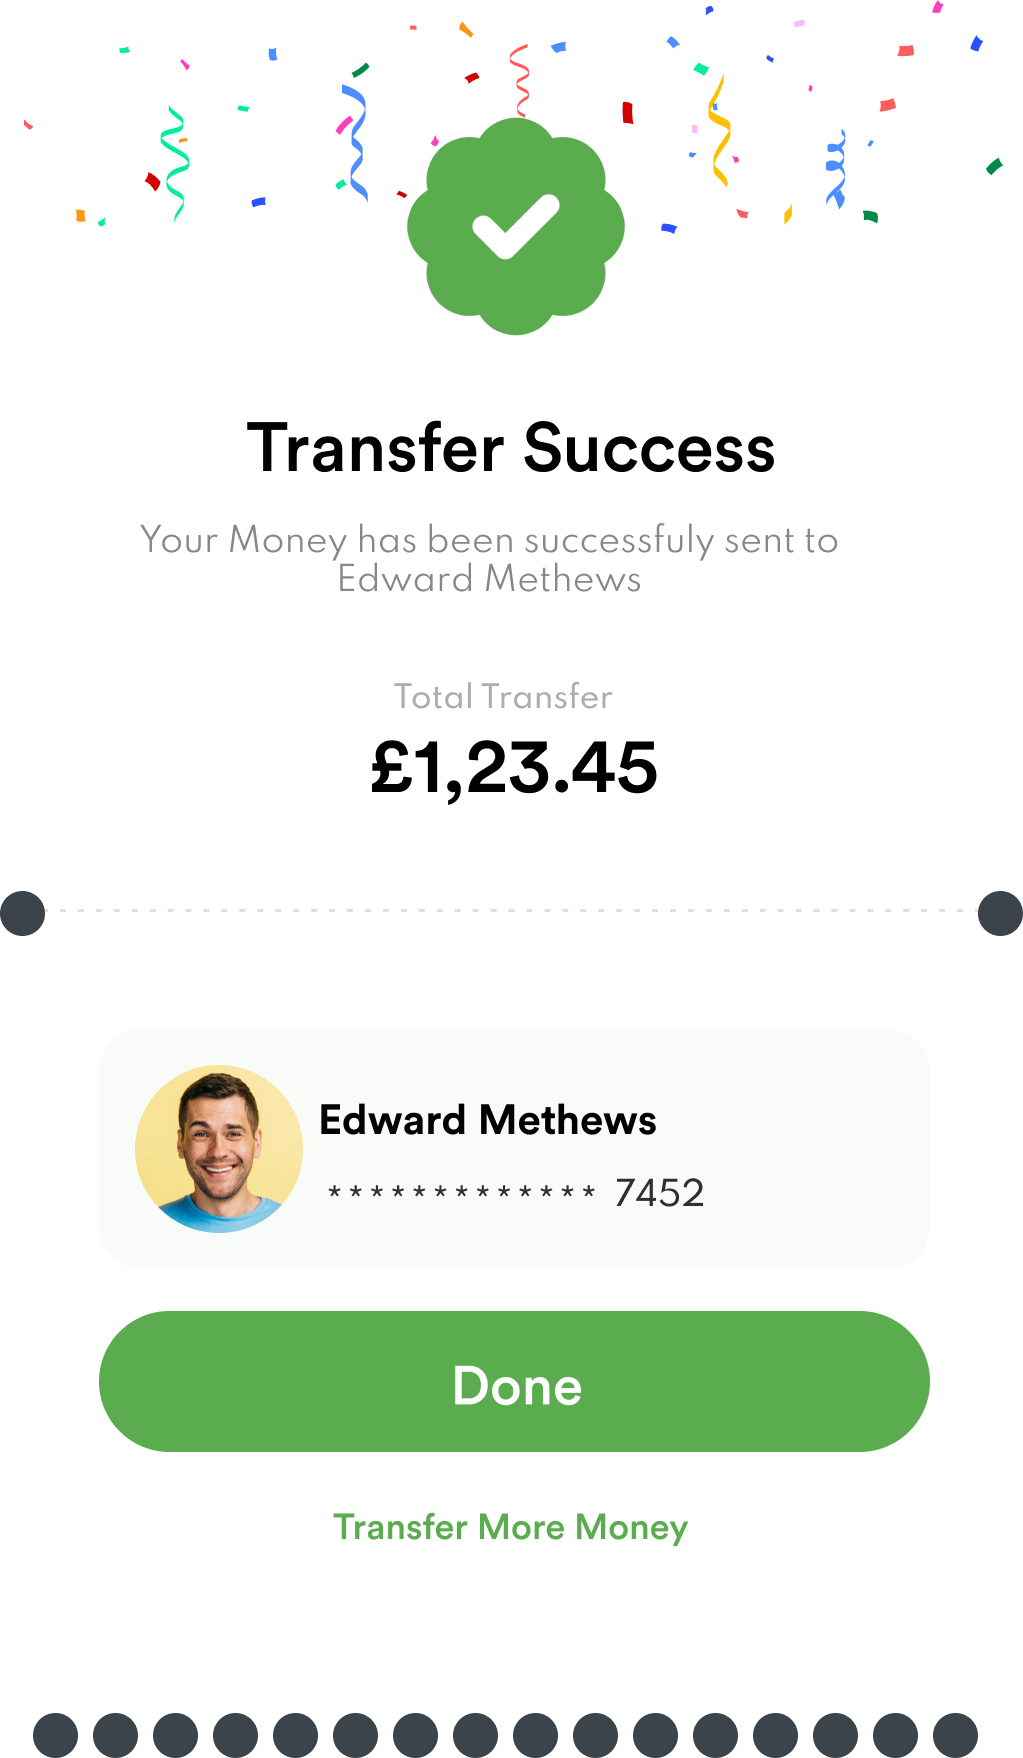 Transfer Success
Your Money has been successfuly sent to
Edward Methews
Total Transfer
£1,23.45
Edward Methews
************* 7452
Done
Transfer More Money